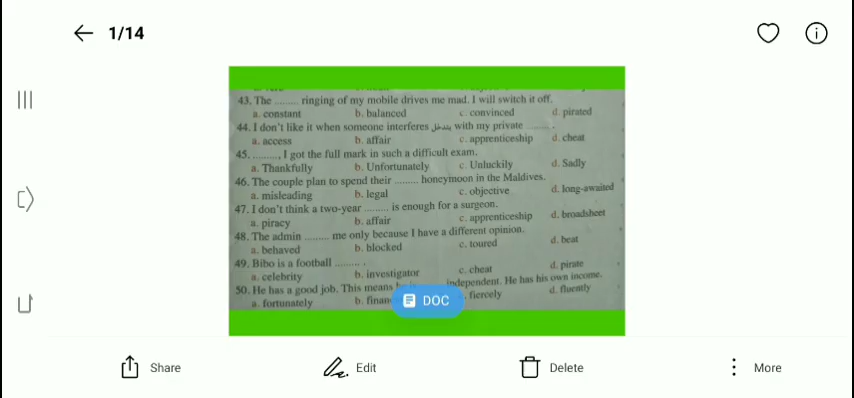 1/14
43. The ........ ringing of my mobile drives me mad. I will switch it off.
a. constant b. balanced c. convinced d. pirated
44. I don't like it when someone interferes يتدخل with my private ........ .
a. access b. affair c. apprenticeship d. cheat
45. ........, I got the full mark in such a difficult exam.
a. Thankfully b. Unfortunately c. Unluckily d. Sadly
46. The couple plan to spend their ........ honeymoon in the Maldives.
a. misleading b. legal c. objective d. long-awaited
47. I don't think a two-year ........ is enough for a surgeon.
a. piracy b. affair c. apprenticeship d. broadsheet
48. The admin ........ me only because I have a different opinion.
a. behaved b. blocked c. toured d. beat
49. Bibo is a football ........ .
a. celebrity b. investigator c. cheat d. pirate
50. He has a good job. This means independent. He has his own income.
a. fortunately b. fiercely d. fluently
DOC
Share Edit Delete More